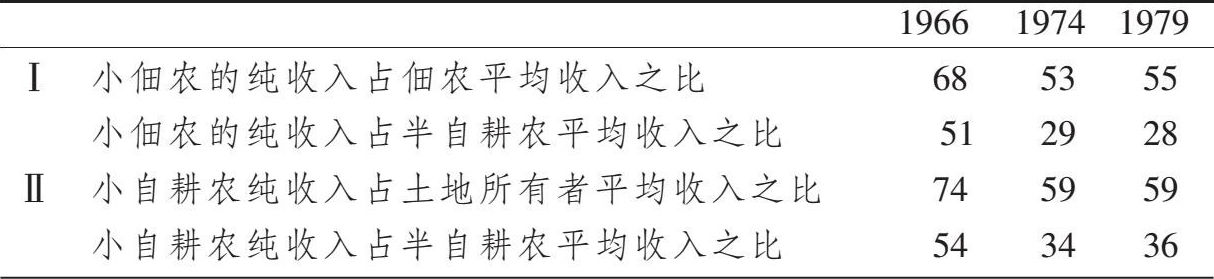 1966 1974 1979
Ⅰ 小佃农的纯收入占佃农平均收入之比 68 53 55
小佃农的纯收入占半自耕农平均收入之比 51 29 28
Ⅱ 小自耕农纯收入占土地所有者平均收入之比 74 59 59
小自耕农纯收入占半自耕农平均收入之比 54 34 36